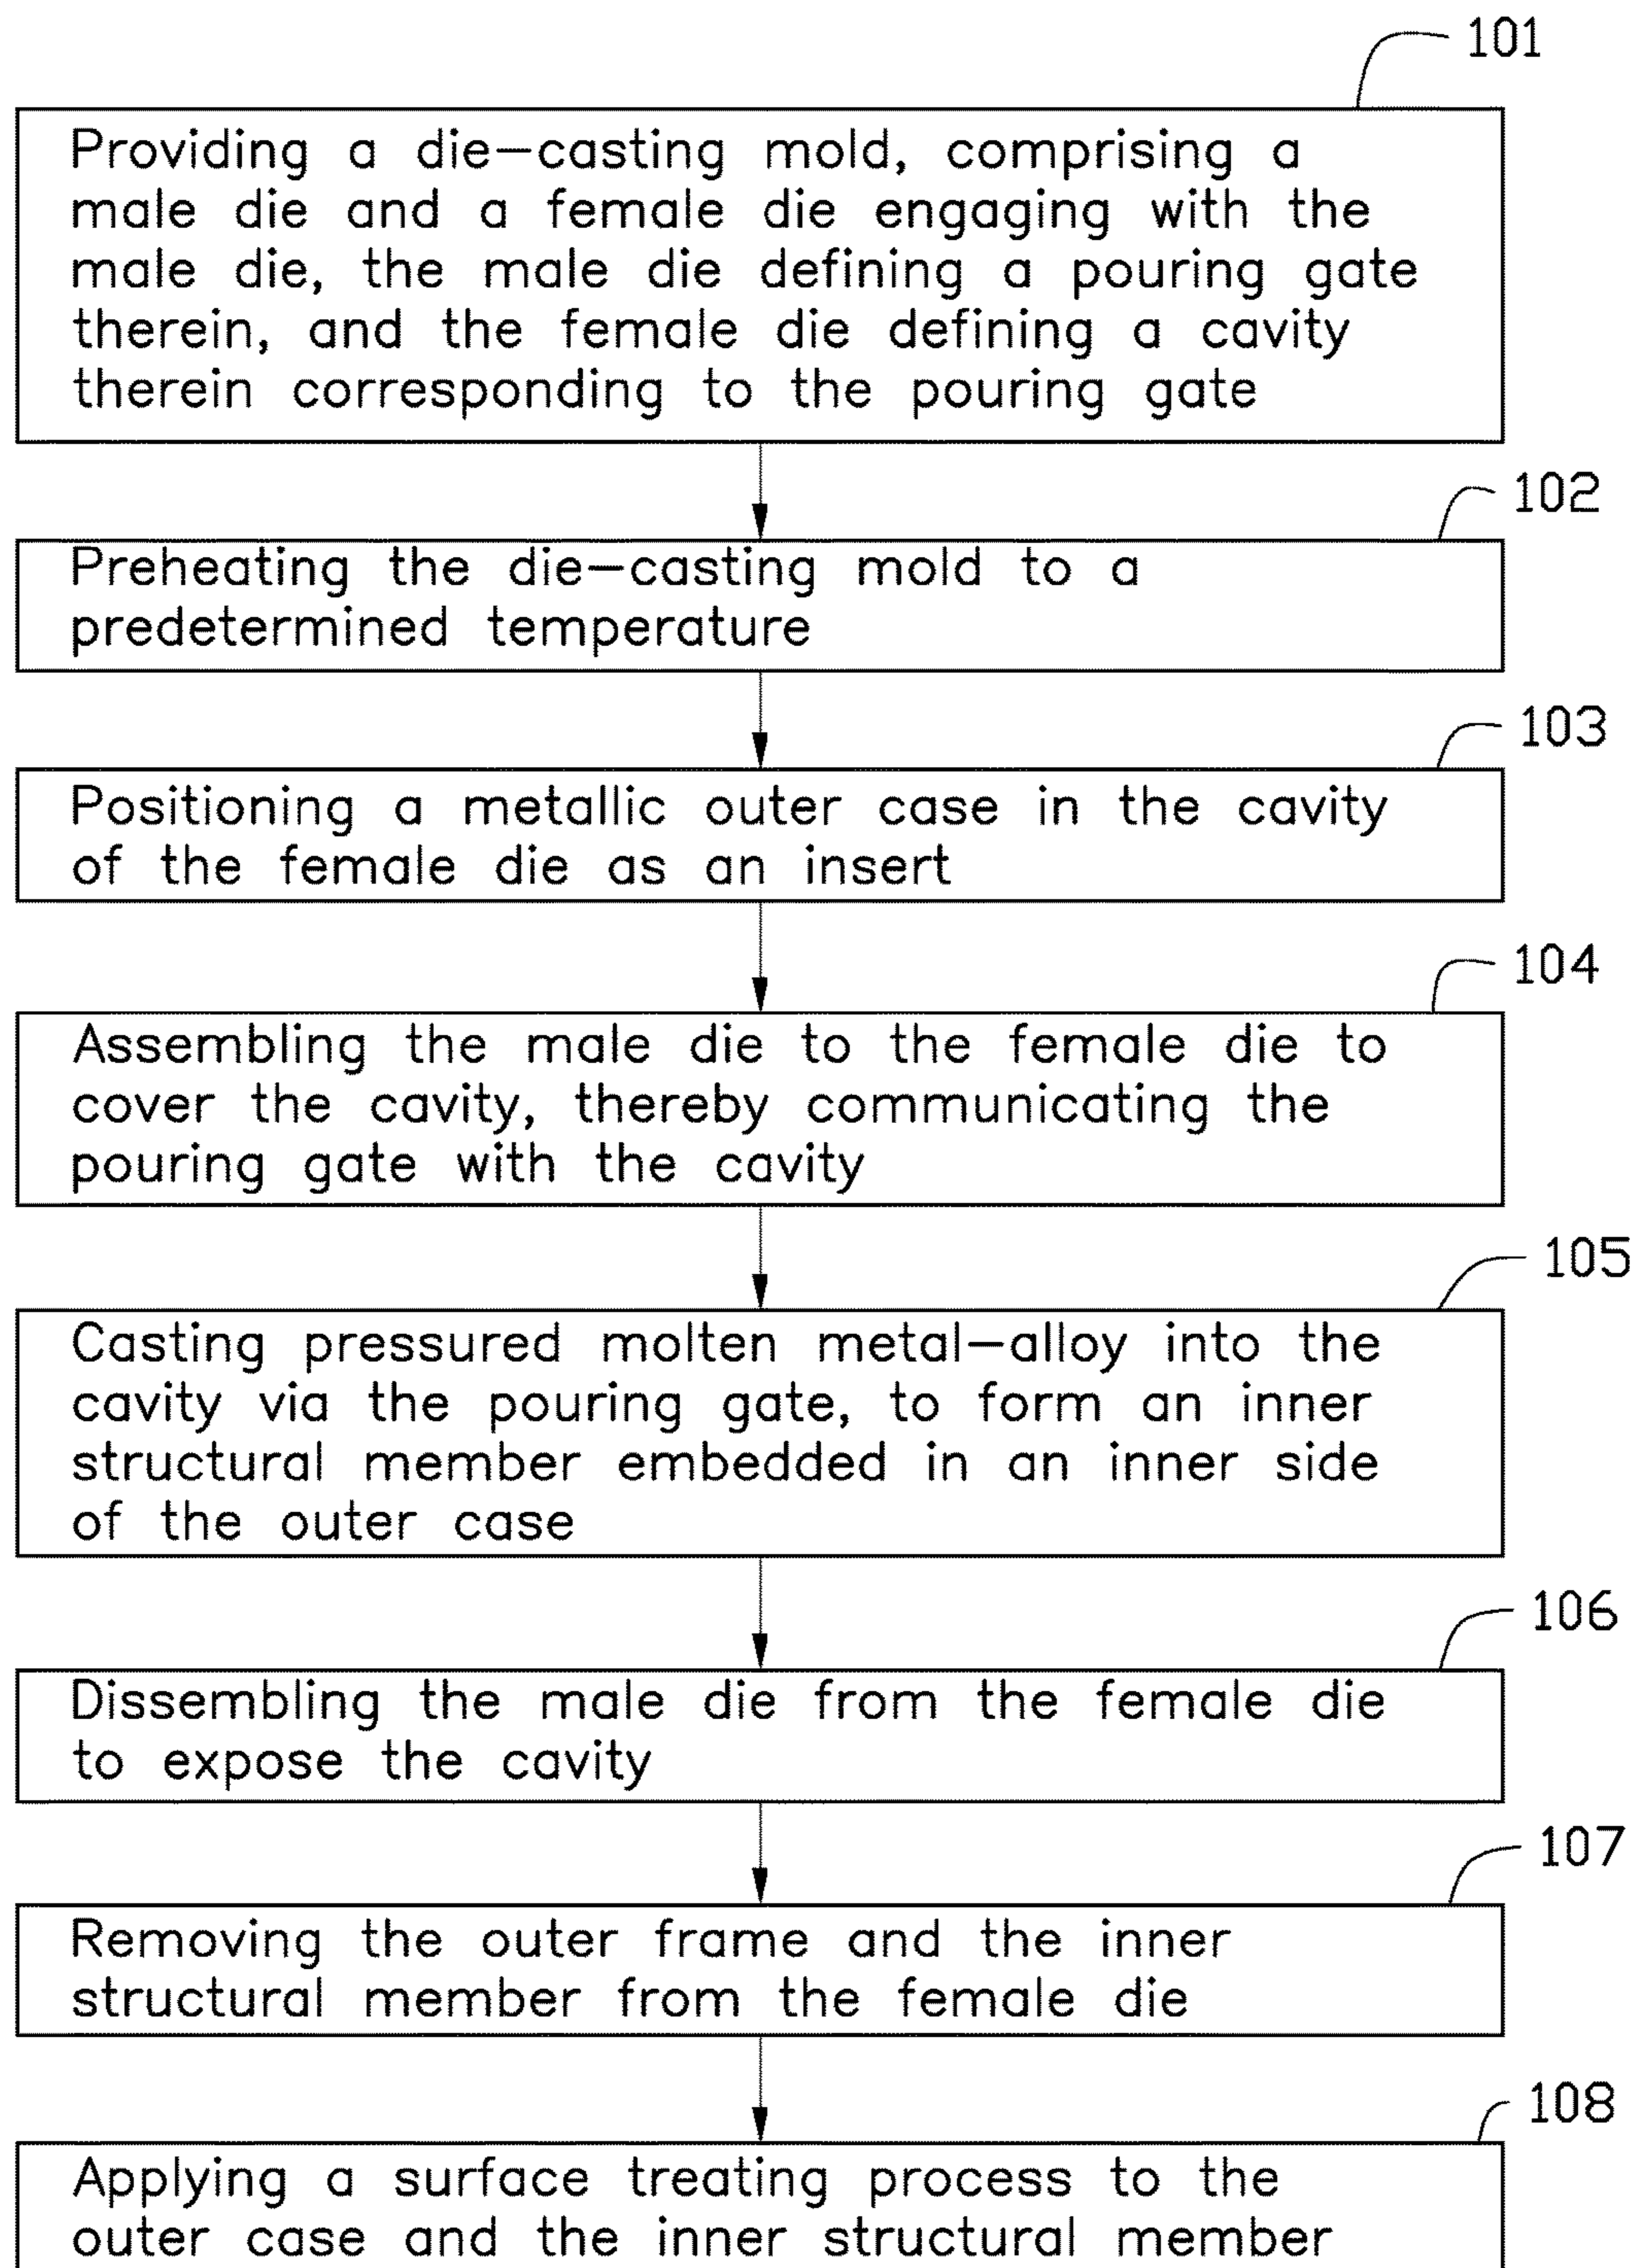 101
Providing a die-casting mold, comprising a
male die and a female die engaging with the
male die, the male die defining a pouring gate
therein, and the female die defining a cavity
therein corresponding to the pouring gate
102
Preheating the die-casting mold to a
predetermined temperature
103
Positioning a metallic outer case in the cavity
of the female die as an insert
104
Assembling the male die to the female die to
cover the cavity, thereby communicating the
pouring gate with the cavity
105
Casting pressured molten metal-alloy into the
cavity via the pouring gate, to form an inner
structural member embedded in an inner side
of the outer case
106
Dissembling the male die from the female die
to expose the cavity
107
Removing the outer frame and the inner
structural member from the female die
108
Applying a surface treating process to the
outer case and the inner structural member